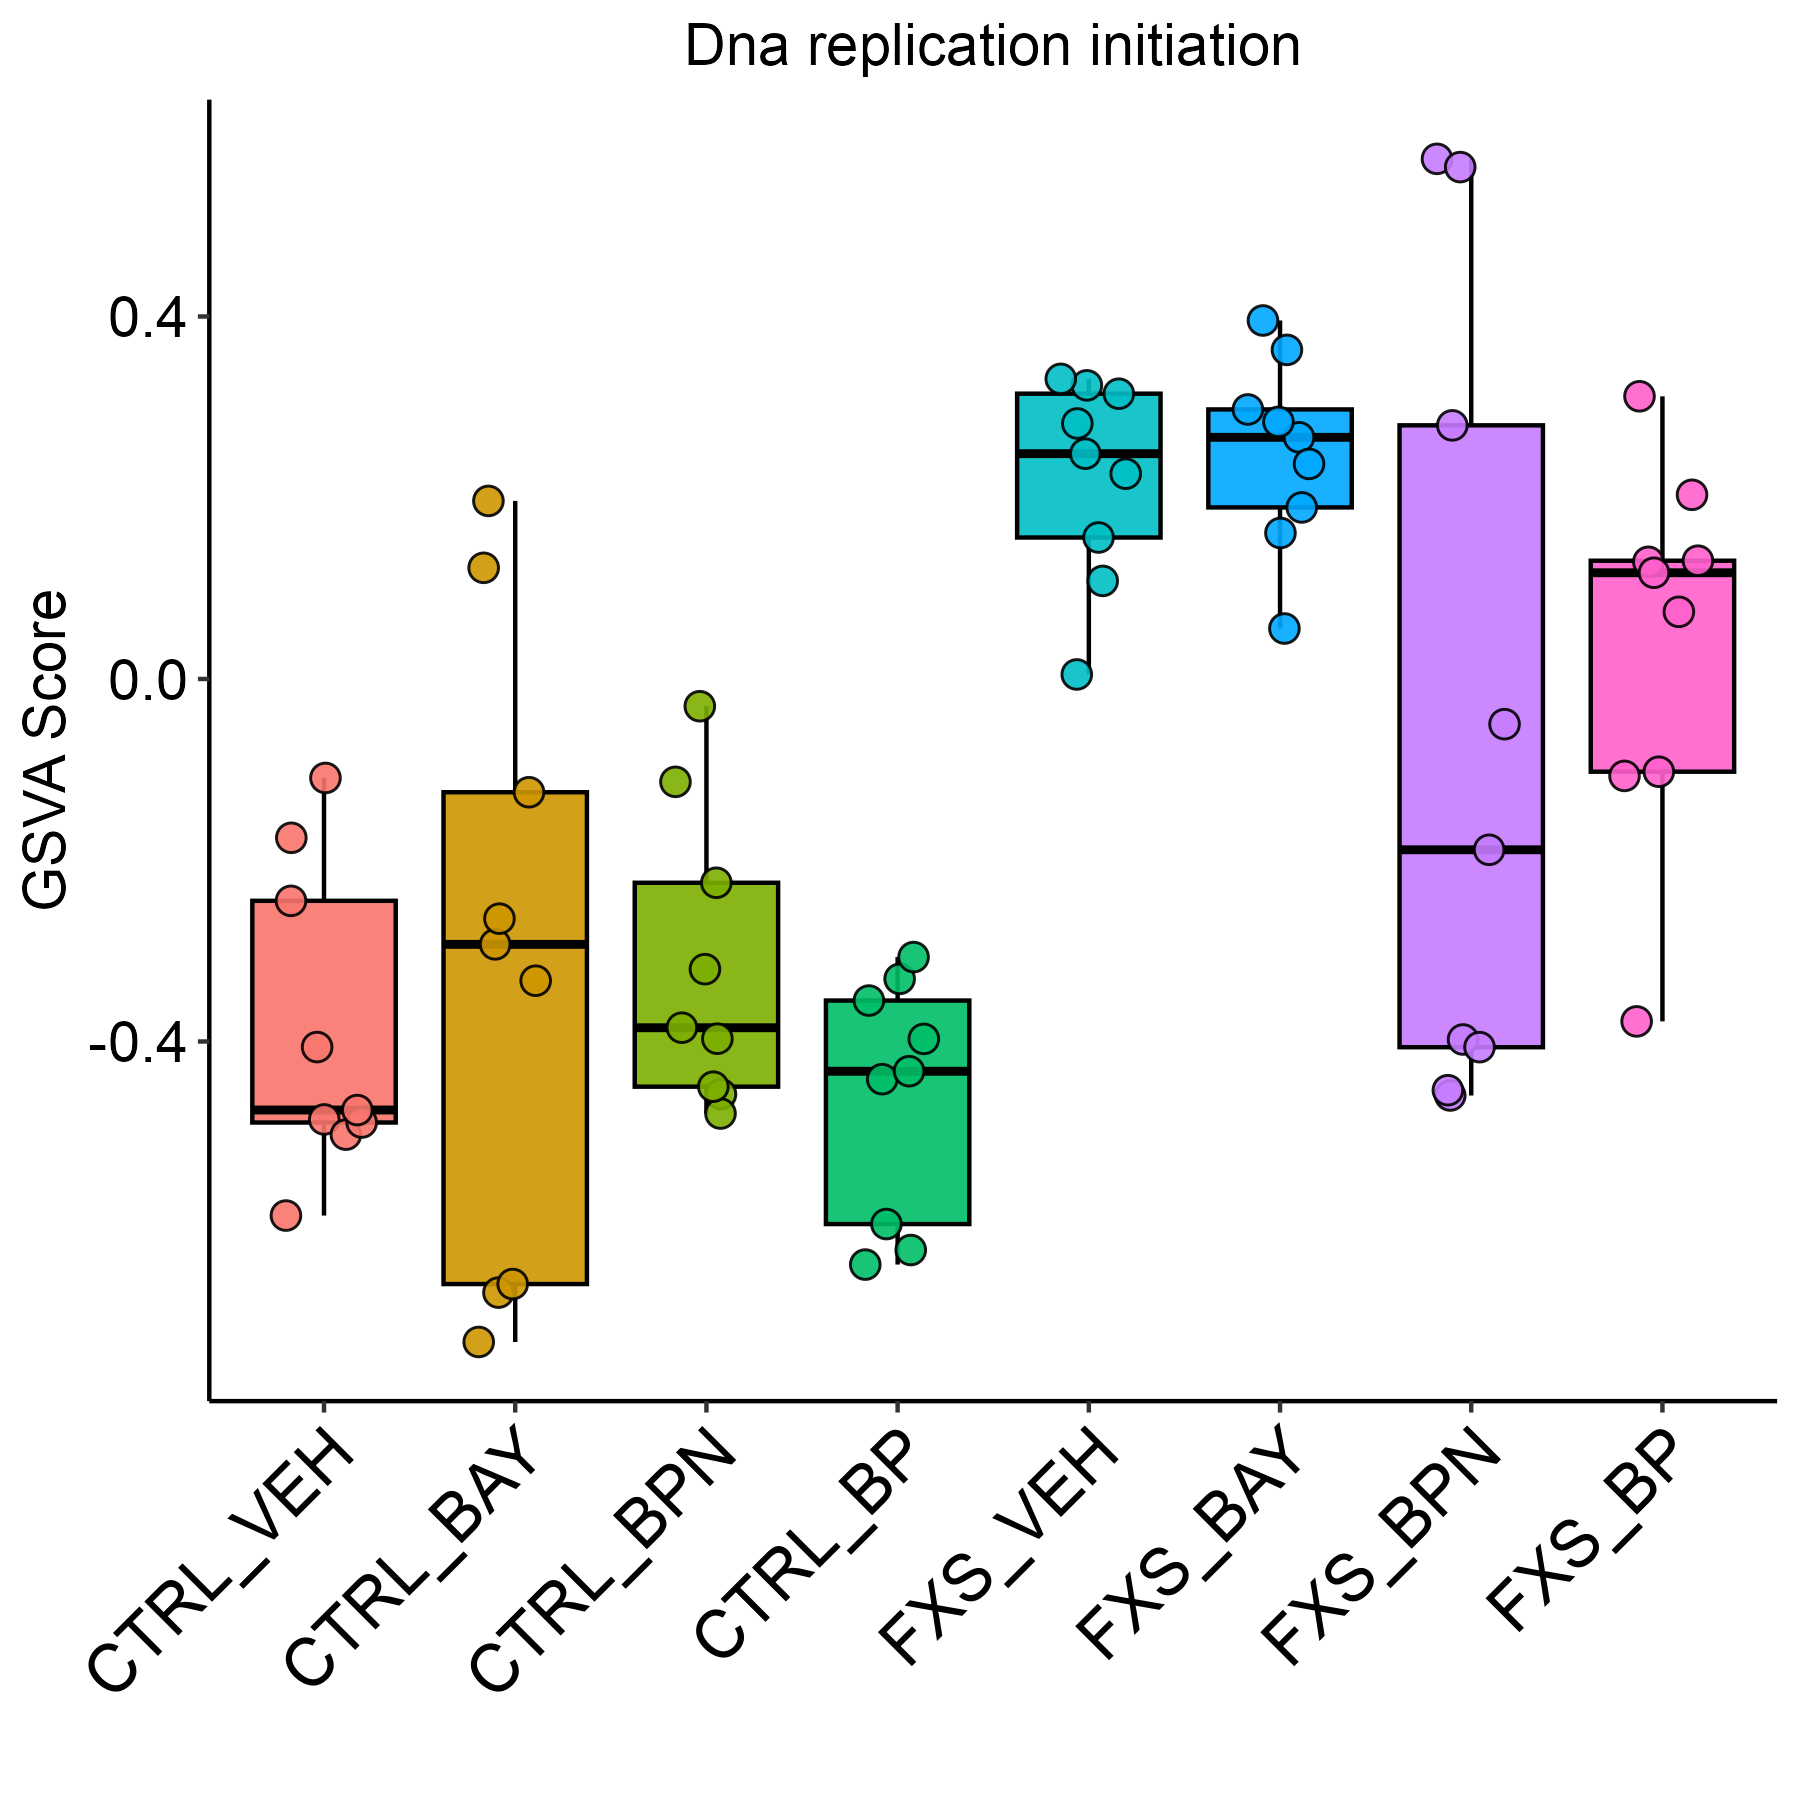 Dna replication initiation
GSVA Score
0.4
0.0
-0.4
CTRL_VEH
CTRL_BAY
CTRL_BPN
CTRL_BP
FXS_VEH
FXS_BAY
FXS_BPN
FXS_BP